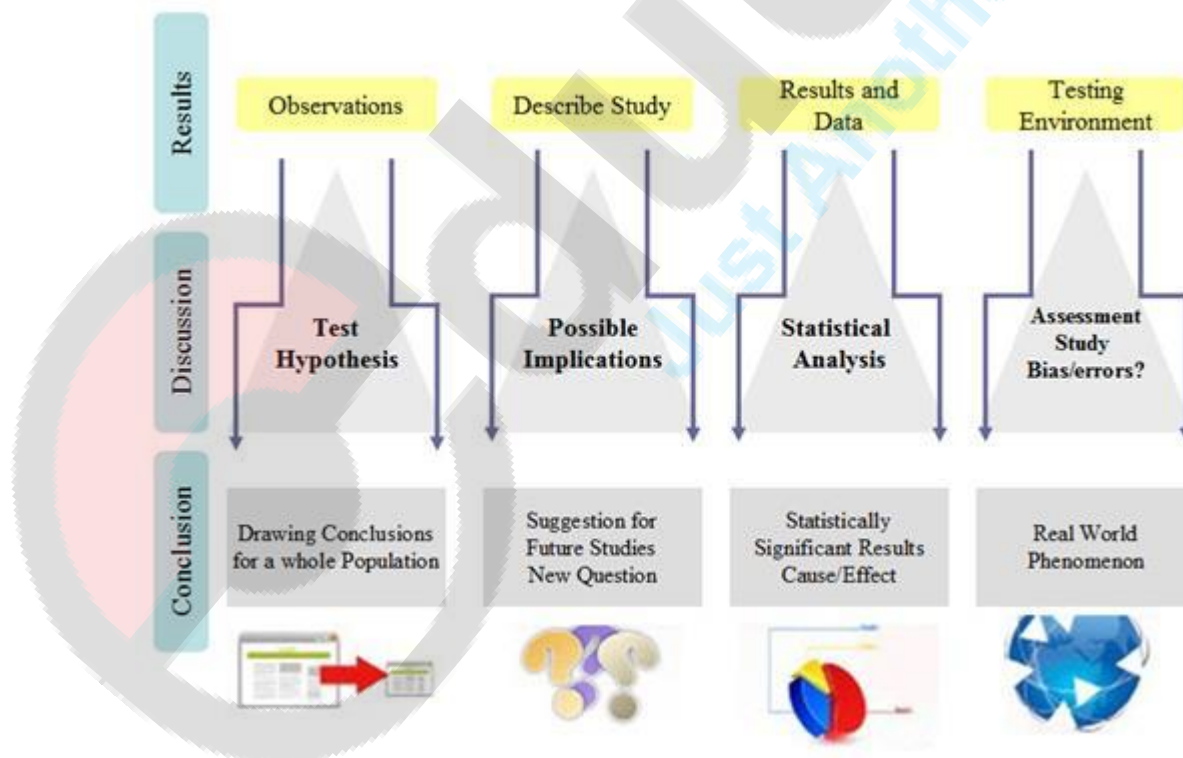 Results
Observations
Describe Study
Results and
Data
Testing
Environment
Discussion
Test
Hypothesis
Possible
Implications
Statistical
Analysis
Assessment
Study
Bias/errors?
Conclusion
Drawing Conclusions
for a whole Population
Suggestion for
Future Studies
New Question
Statistically
Significant Results
Cause/Effect
Real World
Phenomenon
Just Anoth